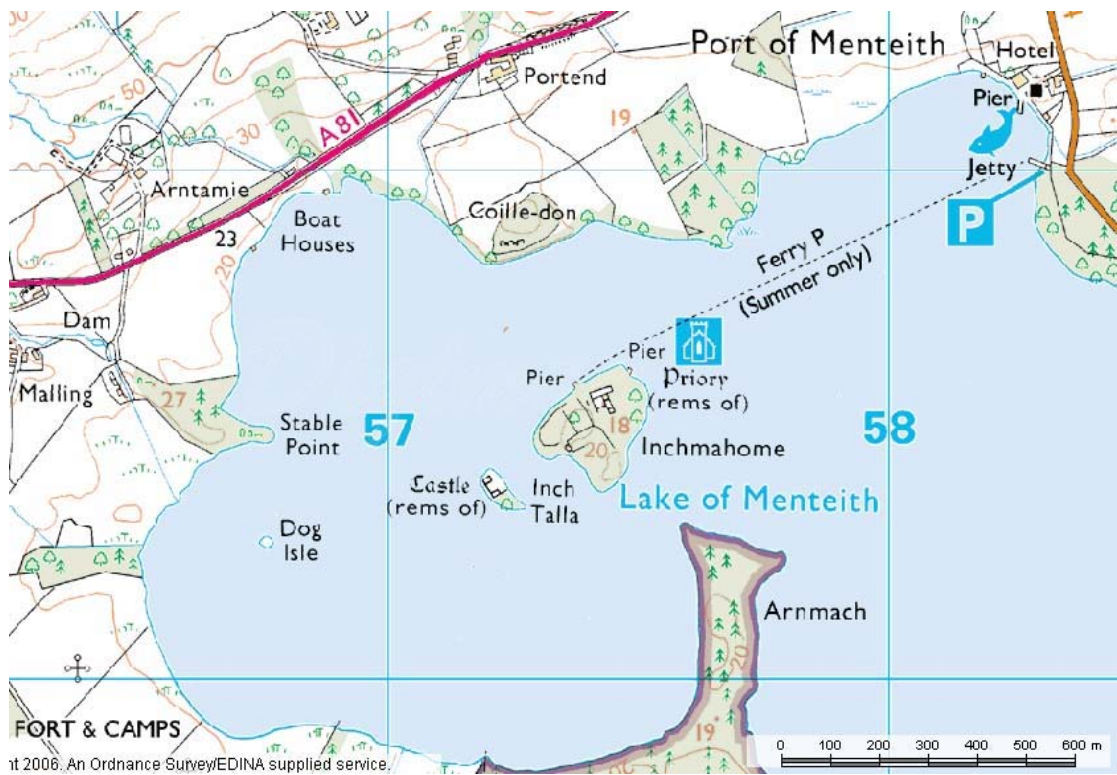 Port of Menteith
Hotel
Portend
Pier
50
A81
30
19
Jetty
Arntamie
Coille-don
P
23
Boat
Houses
20
Ferry P
(Summer only)
Dam
Pier
Pier
Priory
(rems of)
Malling
27
18
Stable
Point
57
58
20
Inchmahome
Castle
(rems of)
Inch
Talla
Lake of Menteith
Dog
Isle
Arnmach
20
FORT & CAMPS
19
20
0 100 200 300 400 500 600 m
nt 2006. An Ordnance Survey/EDINA supplied service.